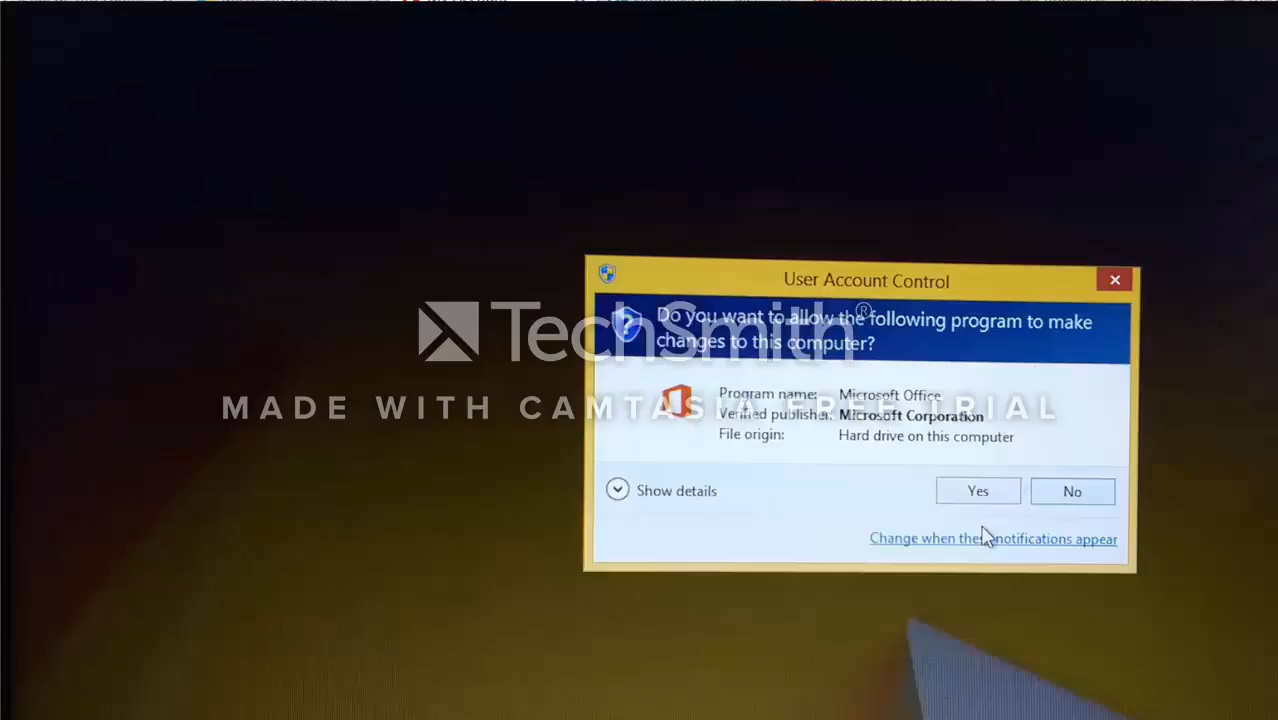 User Account Control
Do you want to allow the following program to make
changes to this computer?
TechSmith®
MADE WITH CAMTASIA FREE TRIAL
Program name: Microsoft Office
Verified publisher: Microsoft Corporation
File origin: Hard drive on this computer
Show details
Yes
No
Change when these notifications appear